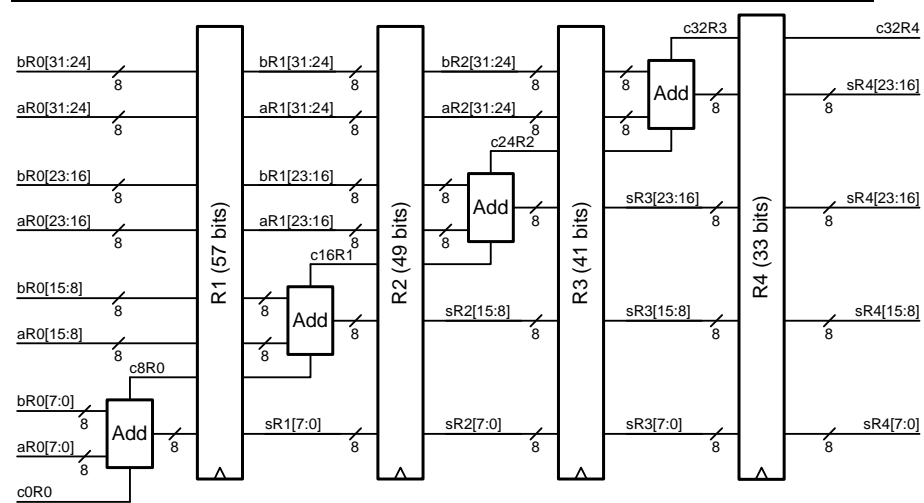 c32R3
c32R4
bR0[31:24]
8
bR1[31:24]
8
bR2[31:24]
8
8
Add
8
sR4[23:16]
8
aR0[31:24]
8
aR1[31:24]
8
aR2[31:24]
8
8
c24R2
bR0[23:16]
8
bR1[23:16]
8
8
Add
8
sR3[23:16]
8
sR4[23:16]
8
aR0[23:16]
8
aR1[23:16]
8
8
c16R1
R1 (57 bits)
R2 (49 bits)
R3 (41 bits)
R4 (33 bits)
bR0[15:8]
8
8
Add
8
sR2[15:8]
8
sR3[15:8]
8
sR4[15:8]
8
aR0[15:8]
8
8
c8R0
bR0[7:0]
8
Add
8
sR1[7:0]
8
sR2[7:0]
8
sR3[7:0]
8
sR4[7:0]
8
aR0[7:0]
8
c0R0